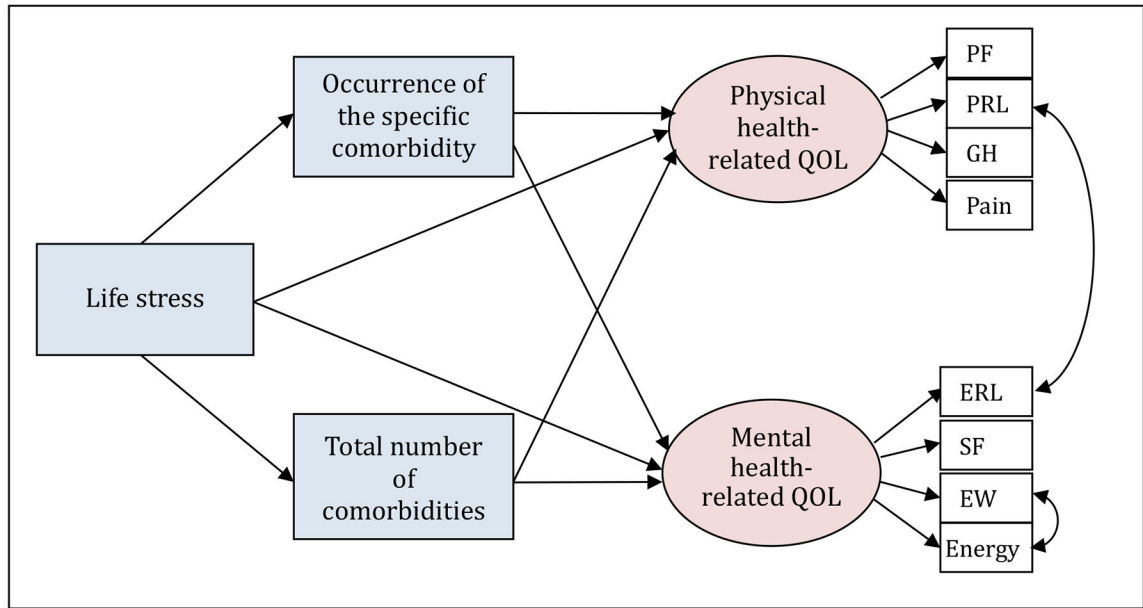 Occurrence of
the specific
comorbidity
Life stress
Total number
of
comorbidities
Physical
health-
related QOL
Mental
health-
related QOL
PF
PRL
GH
Pain
ERL
SF
EW
Energy